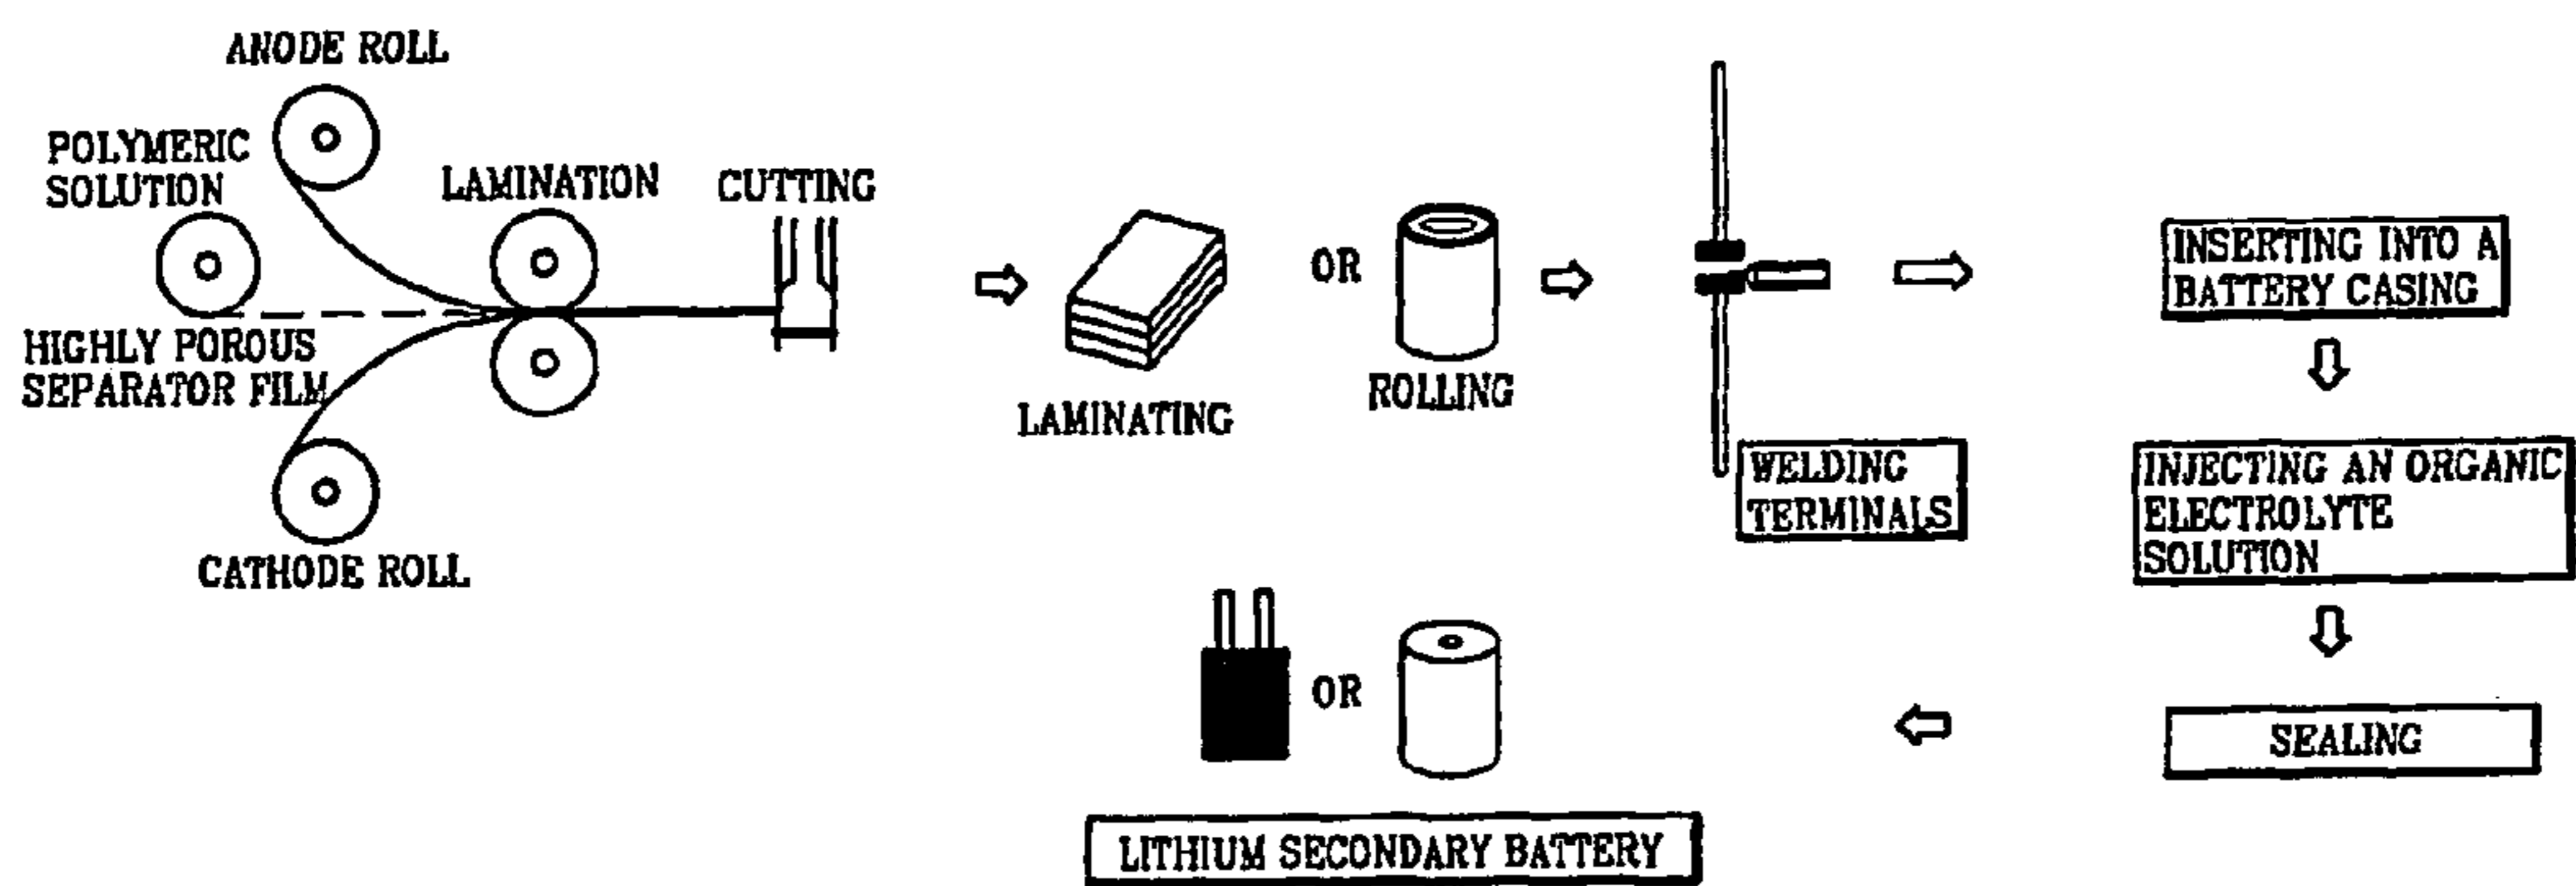 ANODE ROLL
POLYMERIC
SOLUTION
LAMINATION
CUTTING
HIGHLY POROUS
SEPARATOR FILM
CATHODE ROLL
LAMINATING
OR
ROLLING
WELDING
TERMINALS
INSERTING INTO A
BATTERY CASING
INJECTING AN ORGANIC
ELECTROLYTE
SOLUTION
SEALING
OR
LITHIUM SECONDARY BATTERY